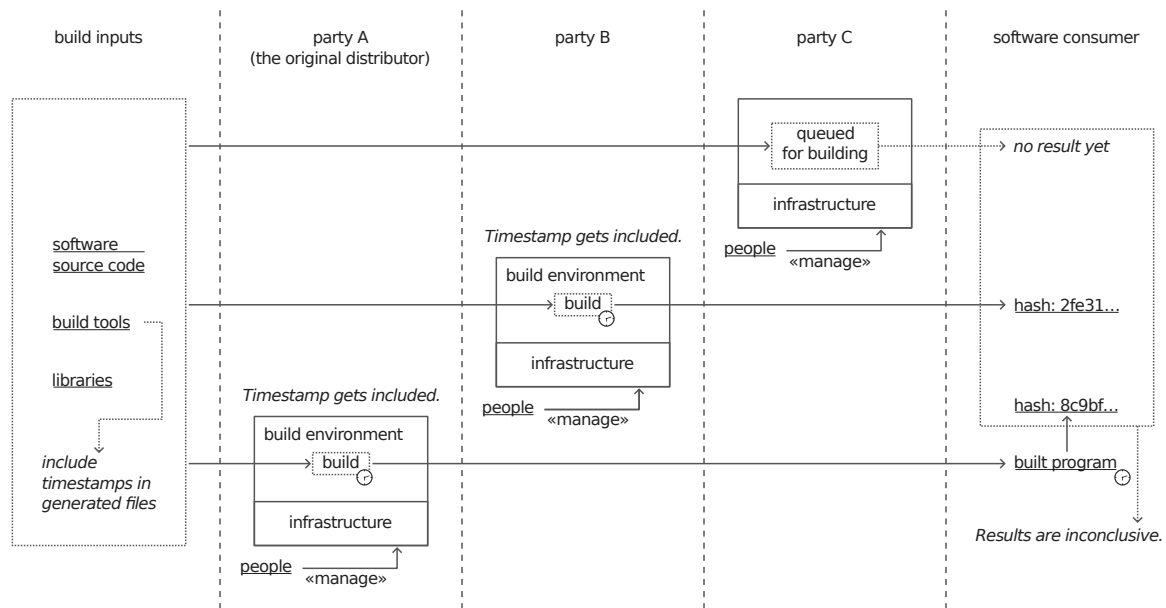 build inputs
party A
(the original distributor)
party B
party C
software consumer
queued
for building
no result yet
infrastructure
people
«manage»
software
source code
Timestamp gets included.
build environment
build
hash: 2fe31…
build tools
infrastructure
libraries
people
«manage»
Timestamp gets included.
build environment
build
hash: 8c9bf…
built program
include
timestamps in
generated files
infrastructure
people
«manage»
Results are inconclusive.